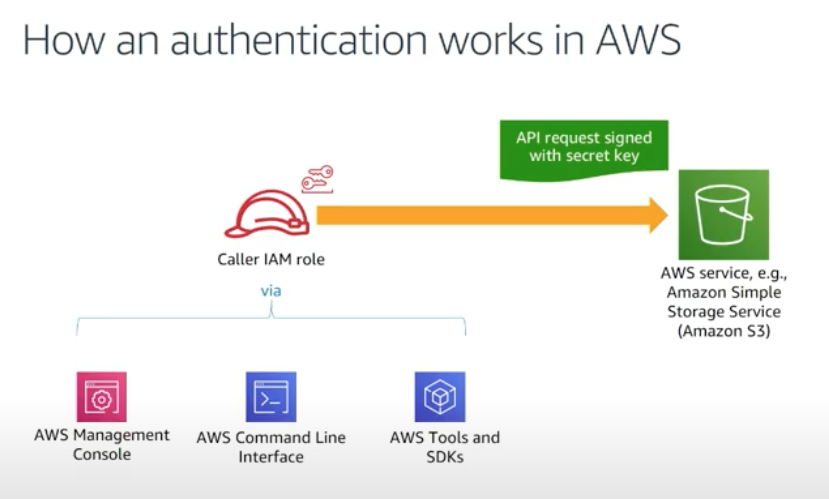 How an authentication works in AWS
API request signed
with secret key
Caller IAM role
via
AWS service, e.g.,
Amazon Simple
Storage Service
(Amazon S3)
AWS Management
Console
AWS Command Line
Interface
AWS Tools and
SDKs